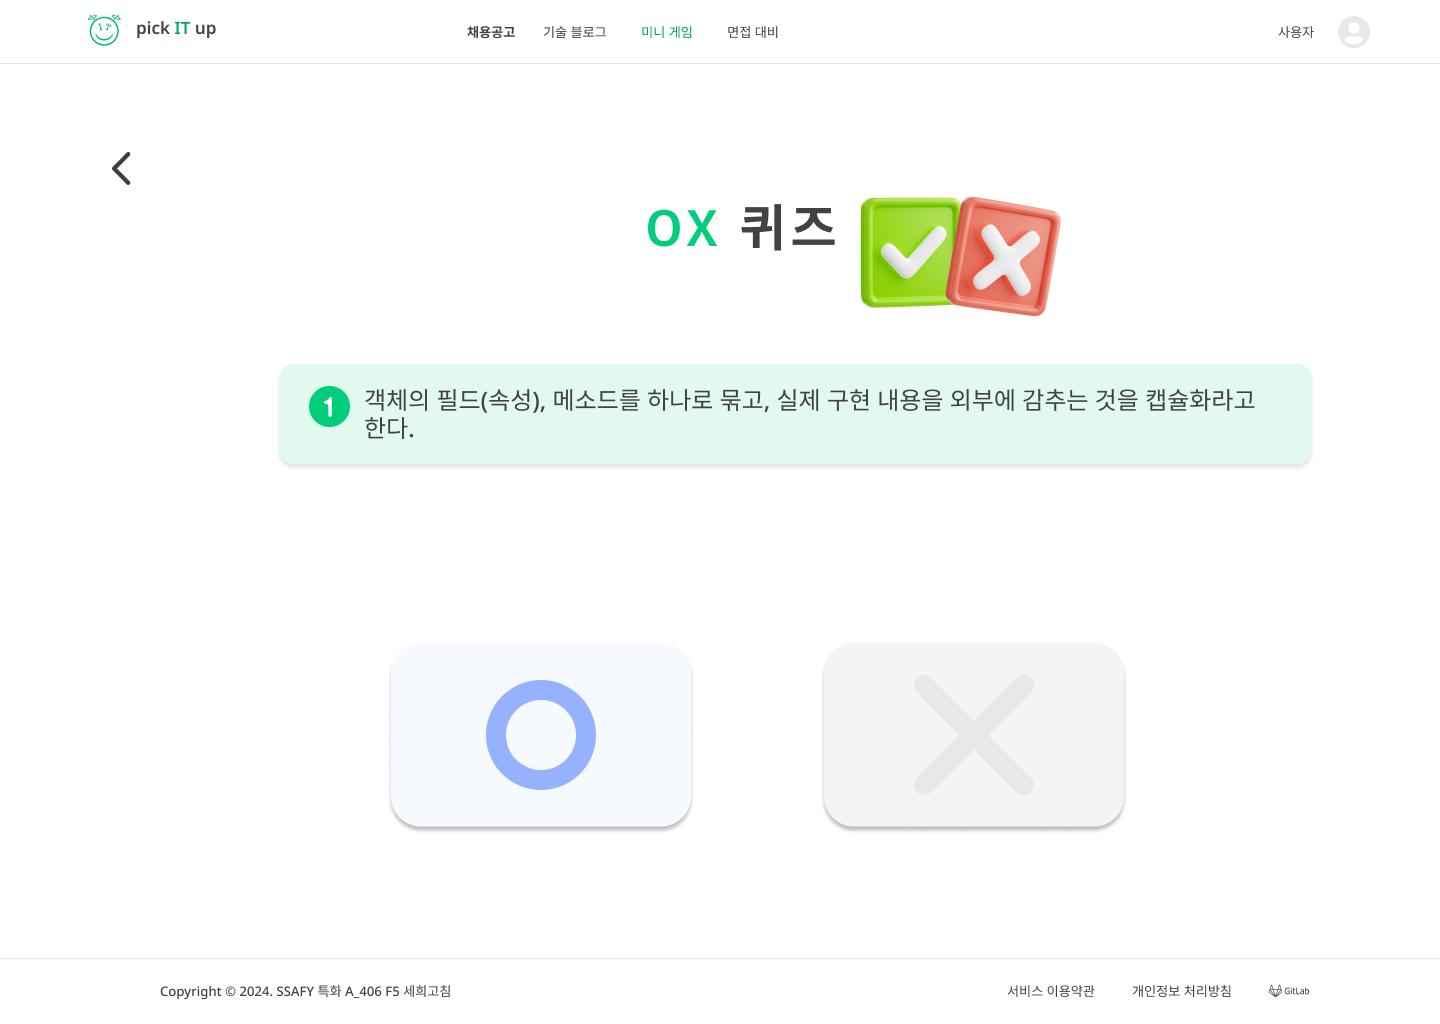 pick IT up
채용공고 기술 블로그 미니 게임 면접 대비
사용자
OX 퀴즈
1 객체의 필드(속성), 메소드를 하나로 묶고, 실제 구현 내용을 외부에 감추는 것을 캡슐화라고
한다.
Copyright © 2024. SSAFY 특화 A_406 F5 세희고침
서비스 이용약관 개인정보 처리방침 GitLab